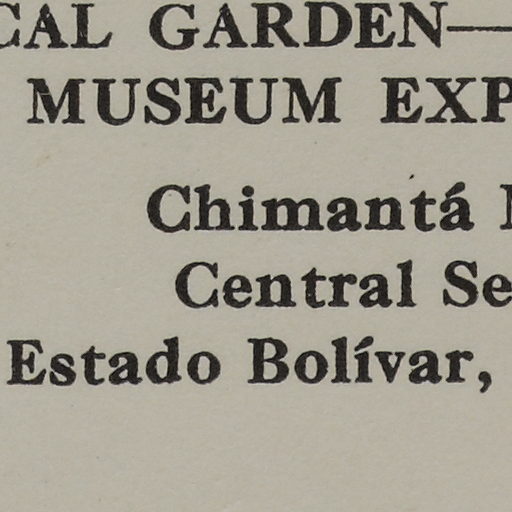 CAL GARDEN—
MUSEUM EXP
Chimantá
Central Se
Estado Bolívar,